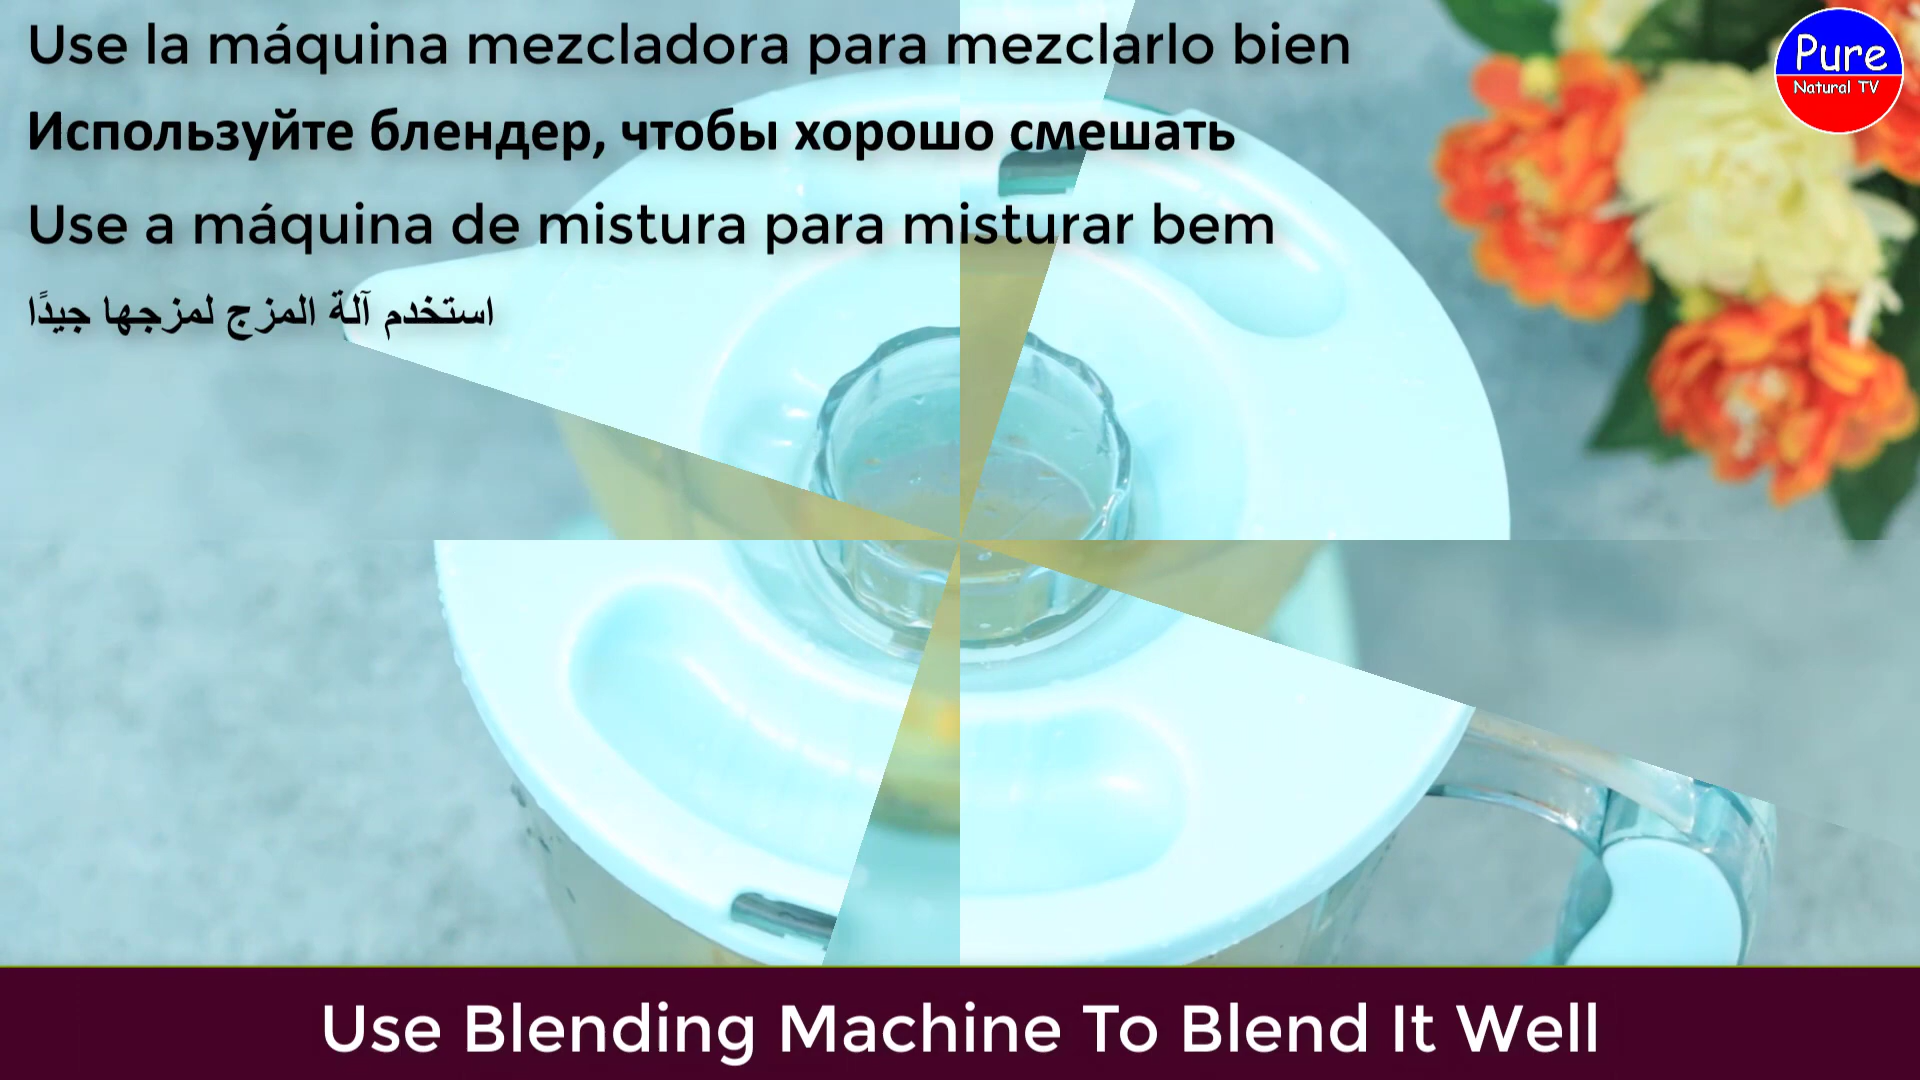 Use la máquina mezcladora para mezclarlo bien
Используйте блендер, чтобы хорошо смешать
Use a máquina de mistura para misturar bem
استخدم آلة المزج لمزجها جيدًا
Pure
Natural TV
Use Blending Machine To Blend It Well